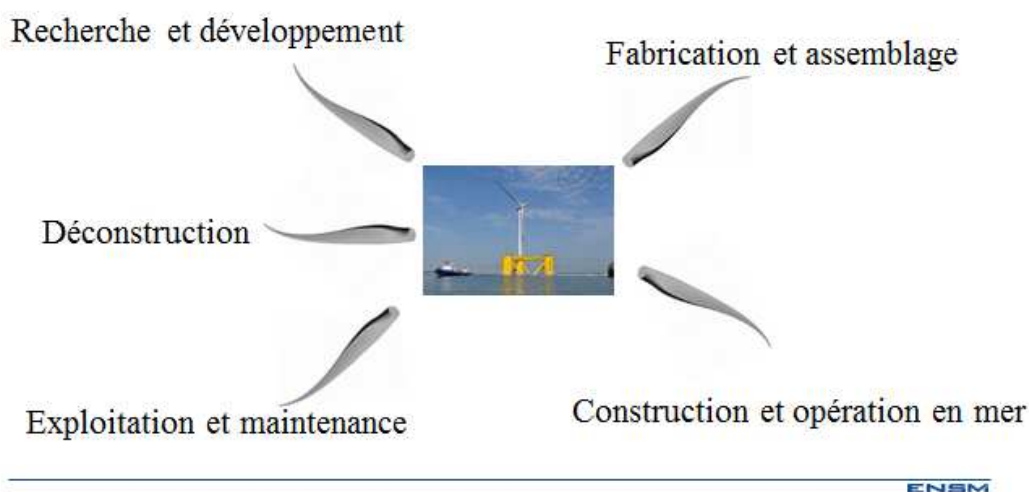 Recherche et développement
Fabrication et assemblage
Déconstruction
Exploitation et maintenance
Construction et opération en mer
ENSM